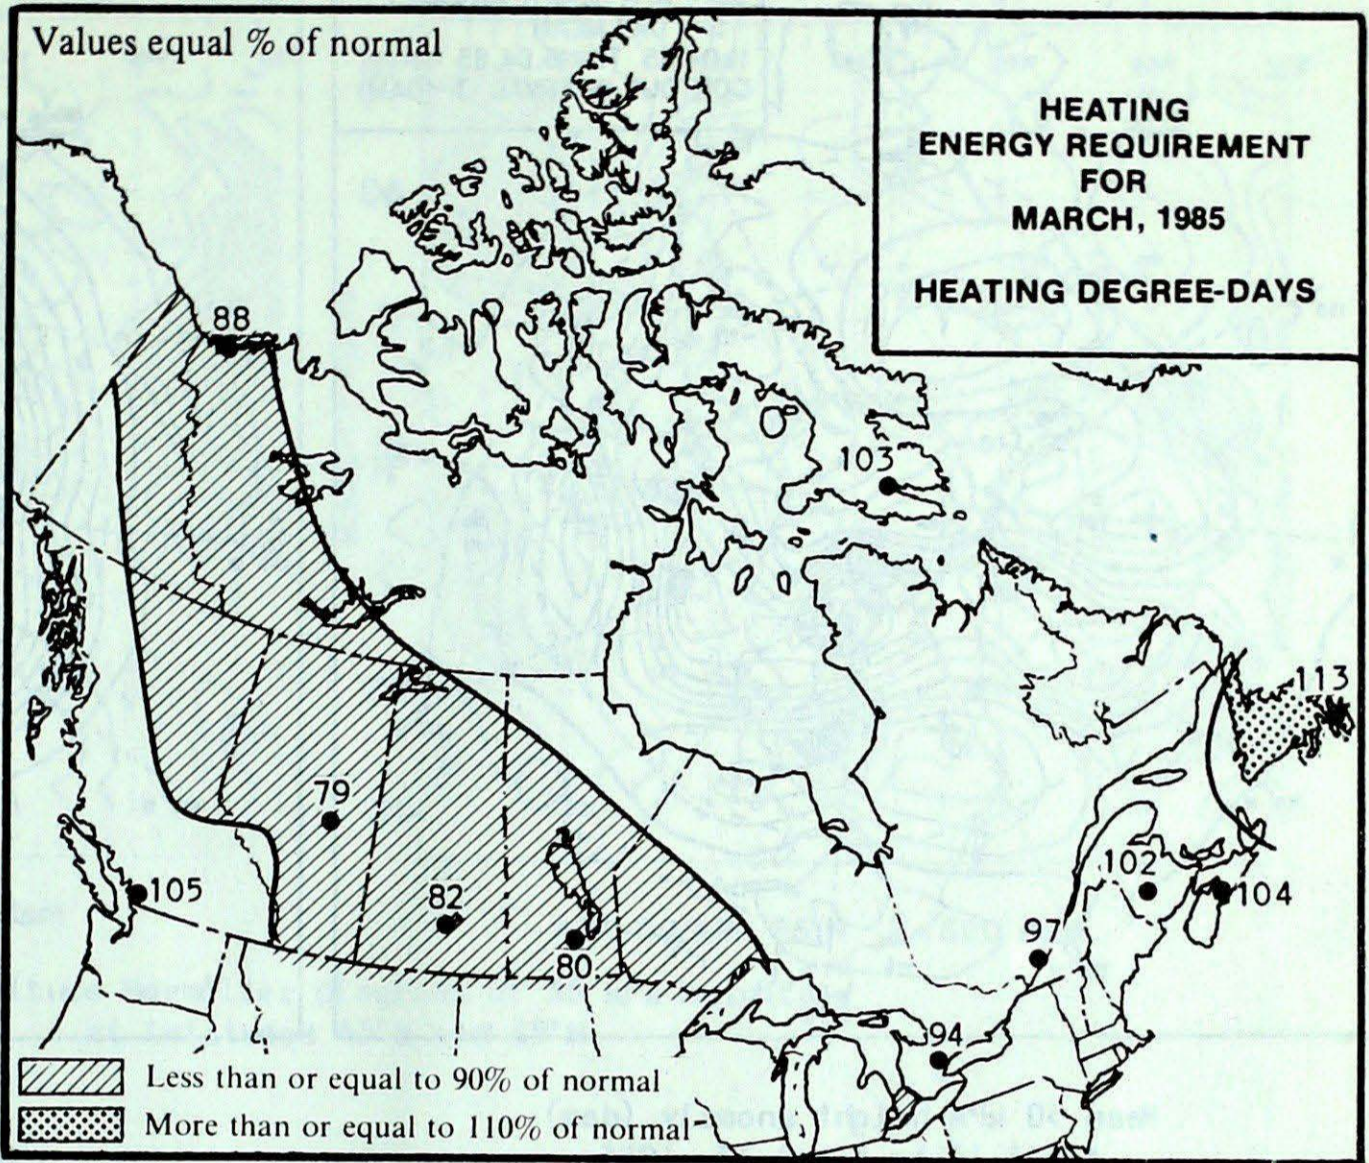 Values equal % of normal
HEATING
ENERGY REQUIREMENT
FOR
MARCH, 1985
HEATING DEGREE-DAYS
88
103
113
79
105
82
80
102
104
97
94
Less than or equal to 90% of normal
More than or equal to 110% of normal